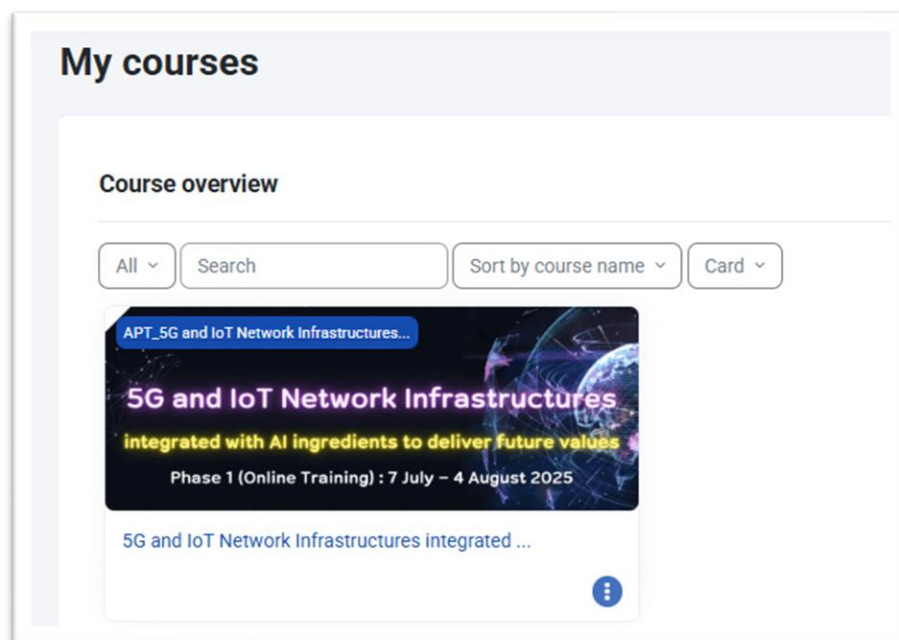 My courses
Course overview
All
Search
Sort by course name
Card
APT_5G and IoT Network Infrastructures...
5G and IoT Network Infrastructures
integrated with AI ingredients to deliver future values
Phase 1 (Online Training) : 7 July – 4 August 2025
5G and IoT Network Infrastructures integrated ...